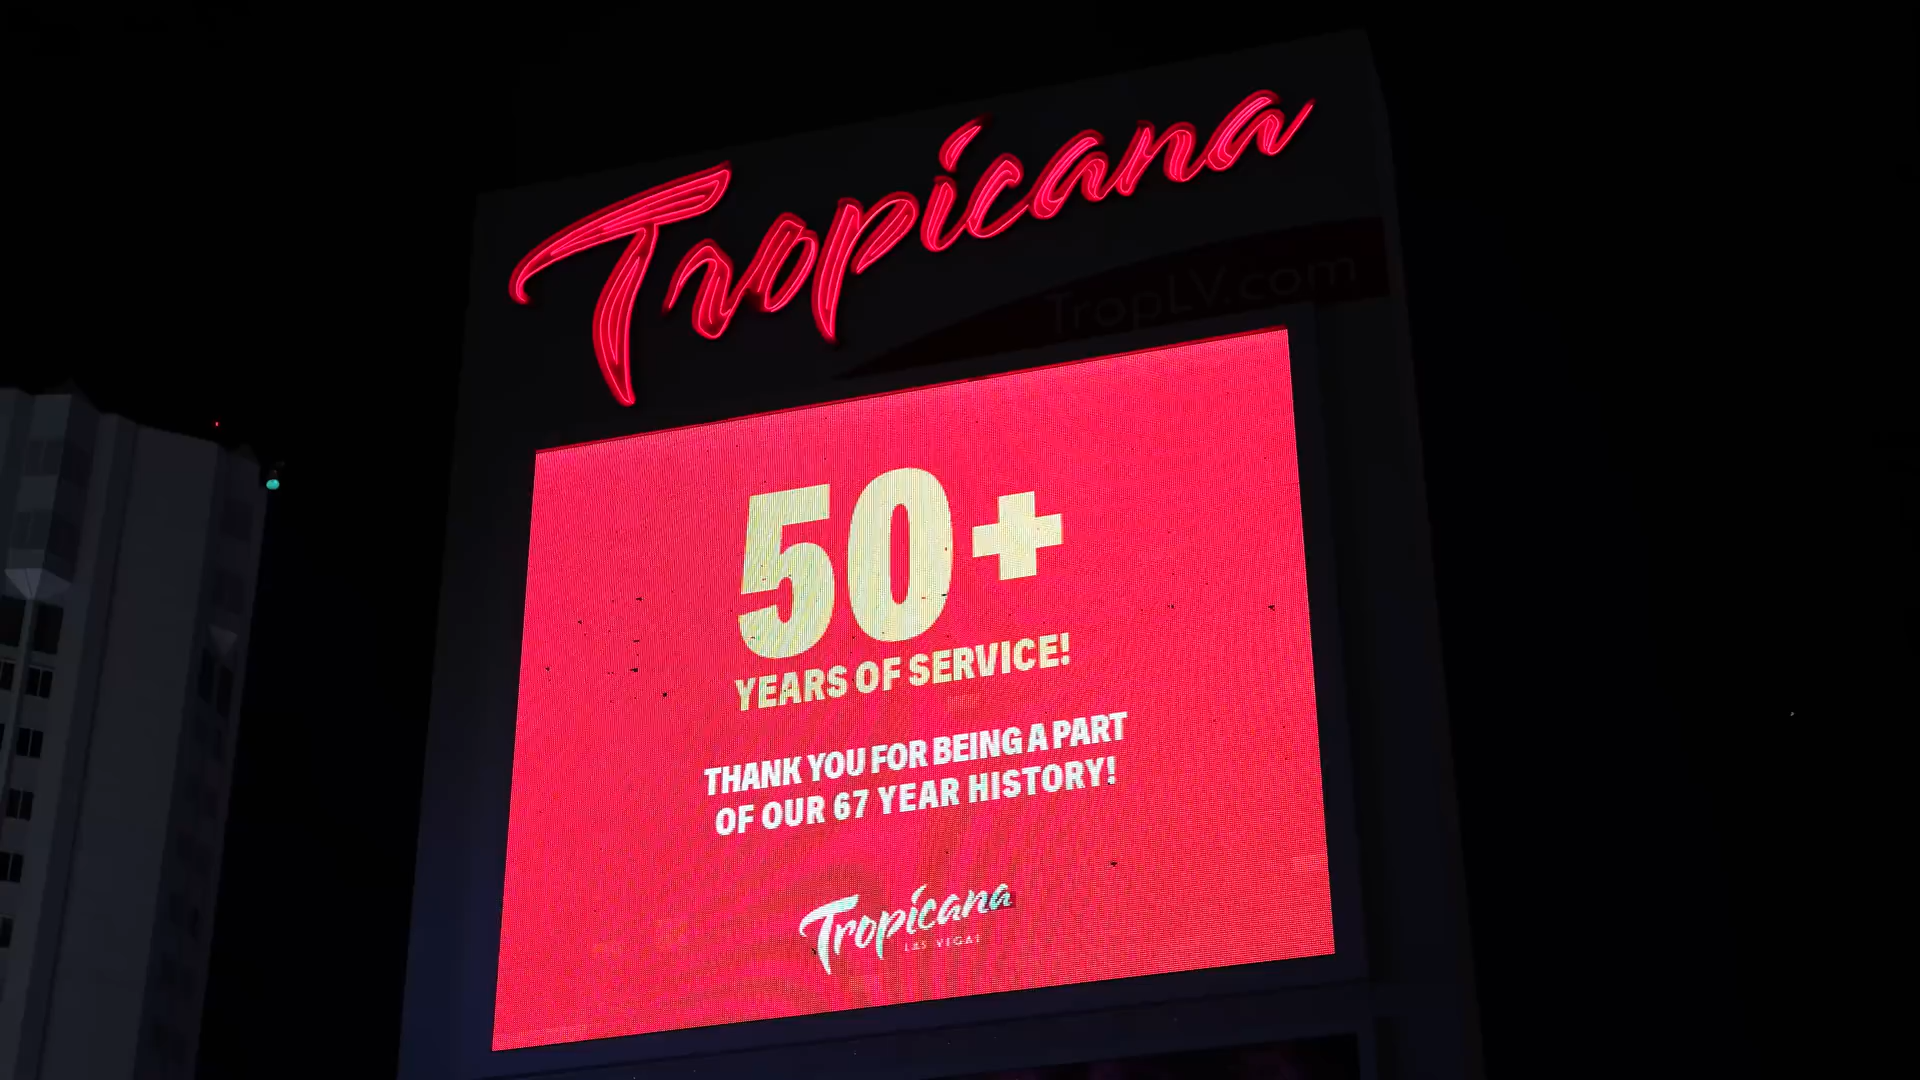 Tropicana
TropLV.com
50+
YEARS OF SERVICE!
THANK YOU FOR BEING A PART
OF OUR 67 YEAR HISTORY!
Tropicana
LAS VEGAS